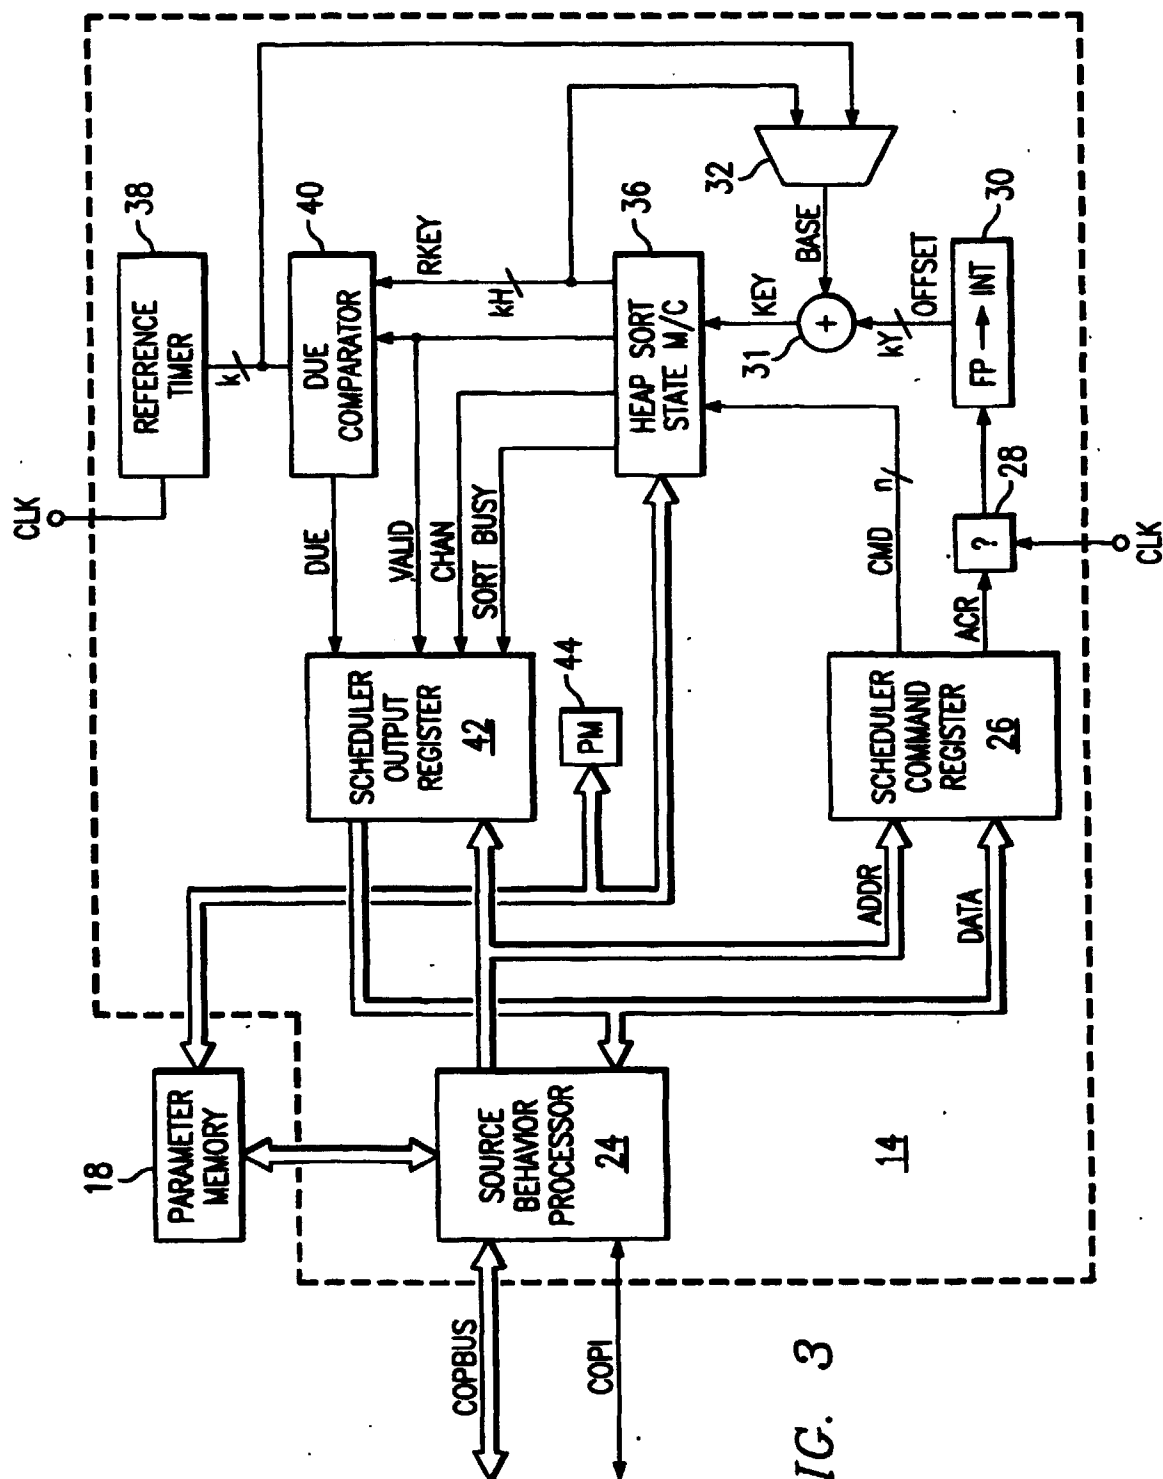 CLK
REFERENCE
TIMER
38
k
DUE
COMPARATOR
40
DUE
VALID
CHAN
SORT BUSY
RKEY
kH
HEAP SORT
STATE M/C
36
32
BASE
KEY
+
31
kY
OFFSET
FP → INT
30
?
28
CLK
CMD
n
ACR
SCHEDULER
OUTPUT
REGISTER
42
PM
44
SCHEDULER
COMMAND
REGISTER
26
ADDR
DATA
PARAMETER
MEMORY
18
SOURCE
BEHAVIOR
PROCESSOR
24
14
COPBUS
COPI
IG. 3